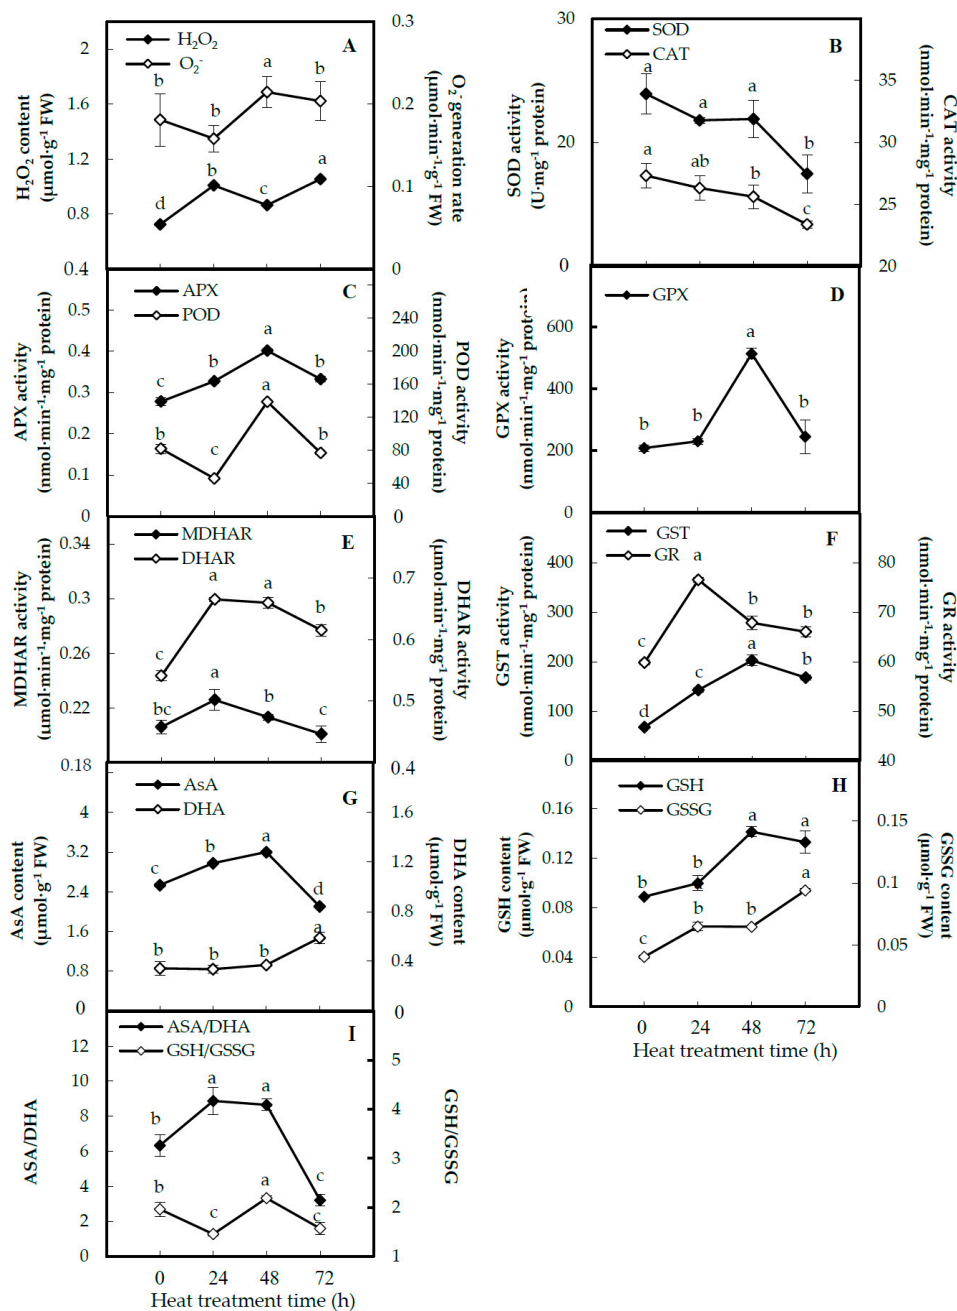 A
H₂O₂
O₂⁻
2
1.6
1.2
0.8
0.4
H₂O₂ content
(μmol·g⁻¹ FW)
0.3
0.2
0.1
0
O₂⁻ generation rate
(μmol·min⁻¹·g⁻¹ FW)
b
b
a
b
d
b
c
a
B
SOD
CAT
30
20
0
SOD activity
(U·mg⁻¹ protein)
35
30
25
20
CAT activity
(nmol·min⁻¹·mg⁻¹ protein)
a
a
a
b
a
ab
b
c
C
APX
POD
0.5
0.4
0.3
0.2
0.1
0
APX activity
(nmol·min⁻¹·mg⁻¹ protein)
240
200
160
120
80
40
0
POD activity
(nmol·min⁻¹·mg⁻¹ protein)
c
b
a
b
b
c
a
b
D
GPX
600
400
200
0
GPX activity
(nmol·min⁻¹·mg⁻¹ protein)
b
b
a
b
E
MDHAR
DHAR
0.34
0.3
0.26
0.22
0.18
MDHAR activity
(μmol·min⁻¹·mg⁻¹ protein)
0.7
0.6
0.5
0.4
DHAR activity
(μmol·min⁻¹·mg⁻¹ protein)
c
a
a
b
bc
a
b
c
F
GST
GR
400
300
200
100
0
GST activity
(nmol·min⁻¹·mg⁻¹ protein)
80
70
60
50
40
GR activity
(nmol·min⁻¹·mg⁻¹ protein)
c
a
b
b
d
c
a
b
G
AsA
DHA
4
3.2
2.4
1.6
0.8
0
AsA content
(μmol·g⁻¹ FW)
1.6
1.2
0.8
0.4
0
DHA content
(μmol·g⁻¹ FW)
c
b
a
d
b
b
b
a
H
GSH
GSSG
0.16
0.12
0.08
0.04
0
GSH content
(μmol·g⁻¹ FW)
0.15
0.1
0.05
0
GSSG content
(μmol·g⁻¹ FW)
b
b
a
a
c
b
b
a
0 24 48 72
Heat treatment time (h)
I
ASA/DHA
GSH/GSSG
12
10
8
6
4
2
0
ASA/DHA
5
4
3
2
1
GSH/GSSG
b
a
a
c
b
c
a
c
0 24 48 72
Heat treatment time (h)